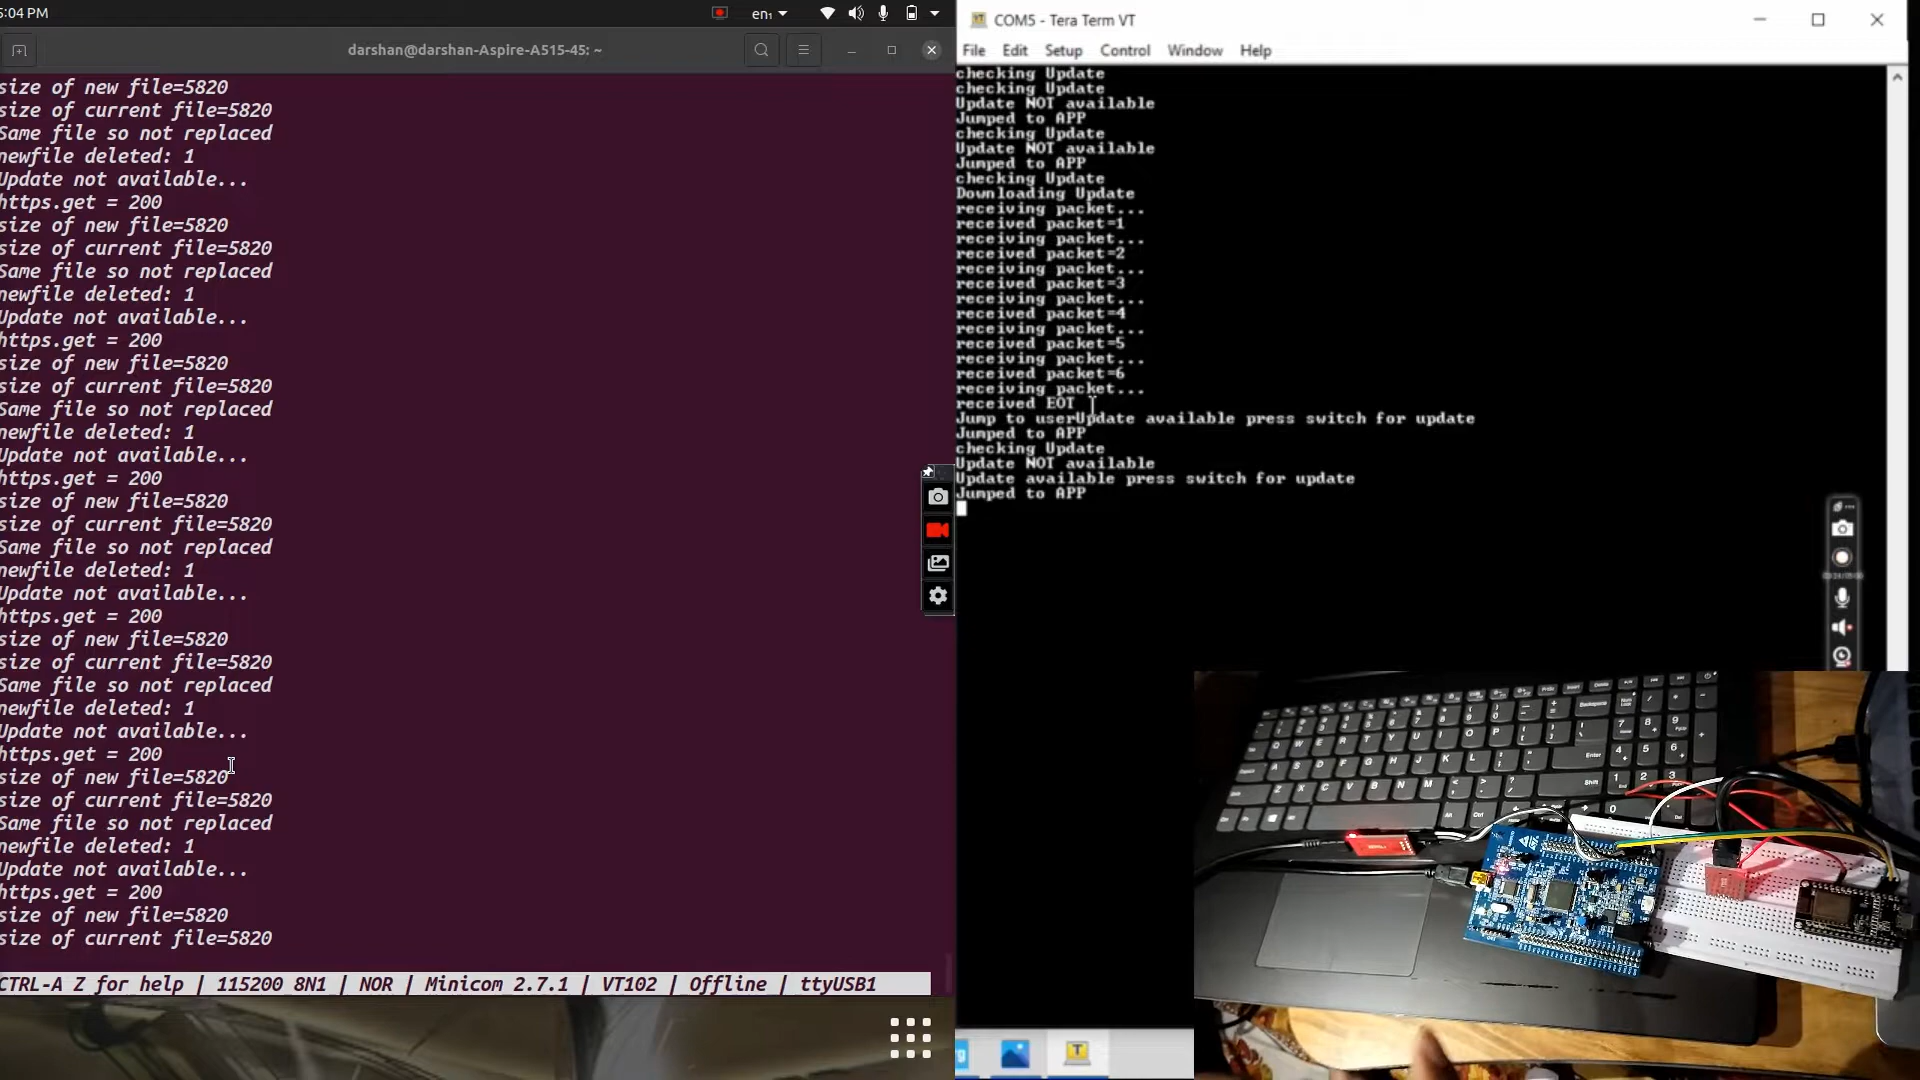 5:04 PM
en₁
darshan@darshan-Aspire-A515-45: ~
size of new file=5820
size of current file=5820
Same file so not replaced
newfile deleted: 1
Update not available...
https.get = 200
size of new file=5820
size of current file=5820
Same file so not replaced
newfile deleted: 1
Update not available...
https.get = 200
size of new file=5820
size of current file=5820
Same file so not replaced
newfile deleted: 1
Update not available...
https.get = 200
size of new file=5820
size of current file=5820
Same file so not replaced
newfile deleted: 1
Update not available...
https.get = 200
size of new file=5820
size of current file=5820
Same file so not replaced
newfile deleted: 1
Update not available...
https.get = 200
size of new file=5820
size of current file=5820
Same file so not replaced
newfile deleted: 1
Update not available...
https.get = 200
size of new file=5820
size of current file=5820
CTRL-A Z for help | 115200 8N1 | NOR | Minicom 2.7.1 | VT102 | Offline | ttyUSB1
COM5 - Tera Term VT
File Edit Setup Control Window Help
checking Update
checking Update
Update NOT available
Jumped to APP
checking Update
Update NOT available
Jumped to APP
checking Update
Downloading Update
receiving packet...
received packet=1
receiving packet...
received packet=2
receiving packet...
received packet=3
receiving packet...
received packet=4
receiving packet...
received packet=5
receiving packet...
received packet=6
receiving packet...
received EOT
Jump to userUpdate available press switch for update
Jumped to APP
checking Update
Update NOT available
Update available press switch for update
Jumped to APP